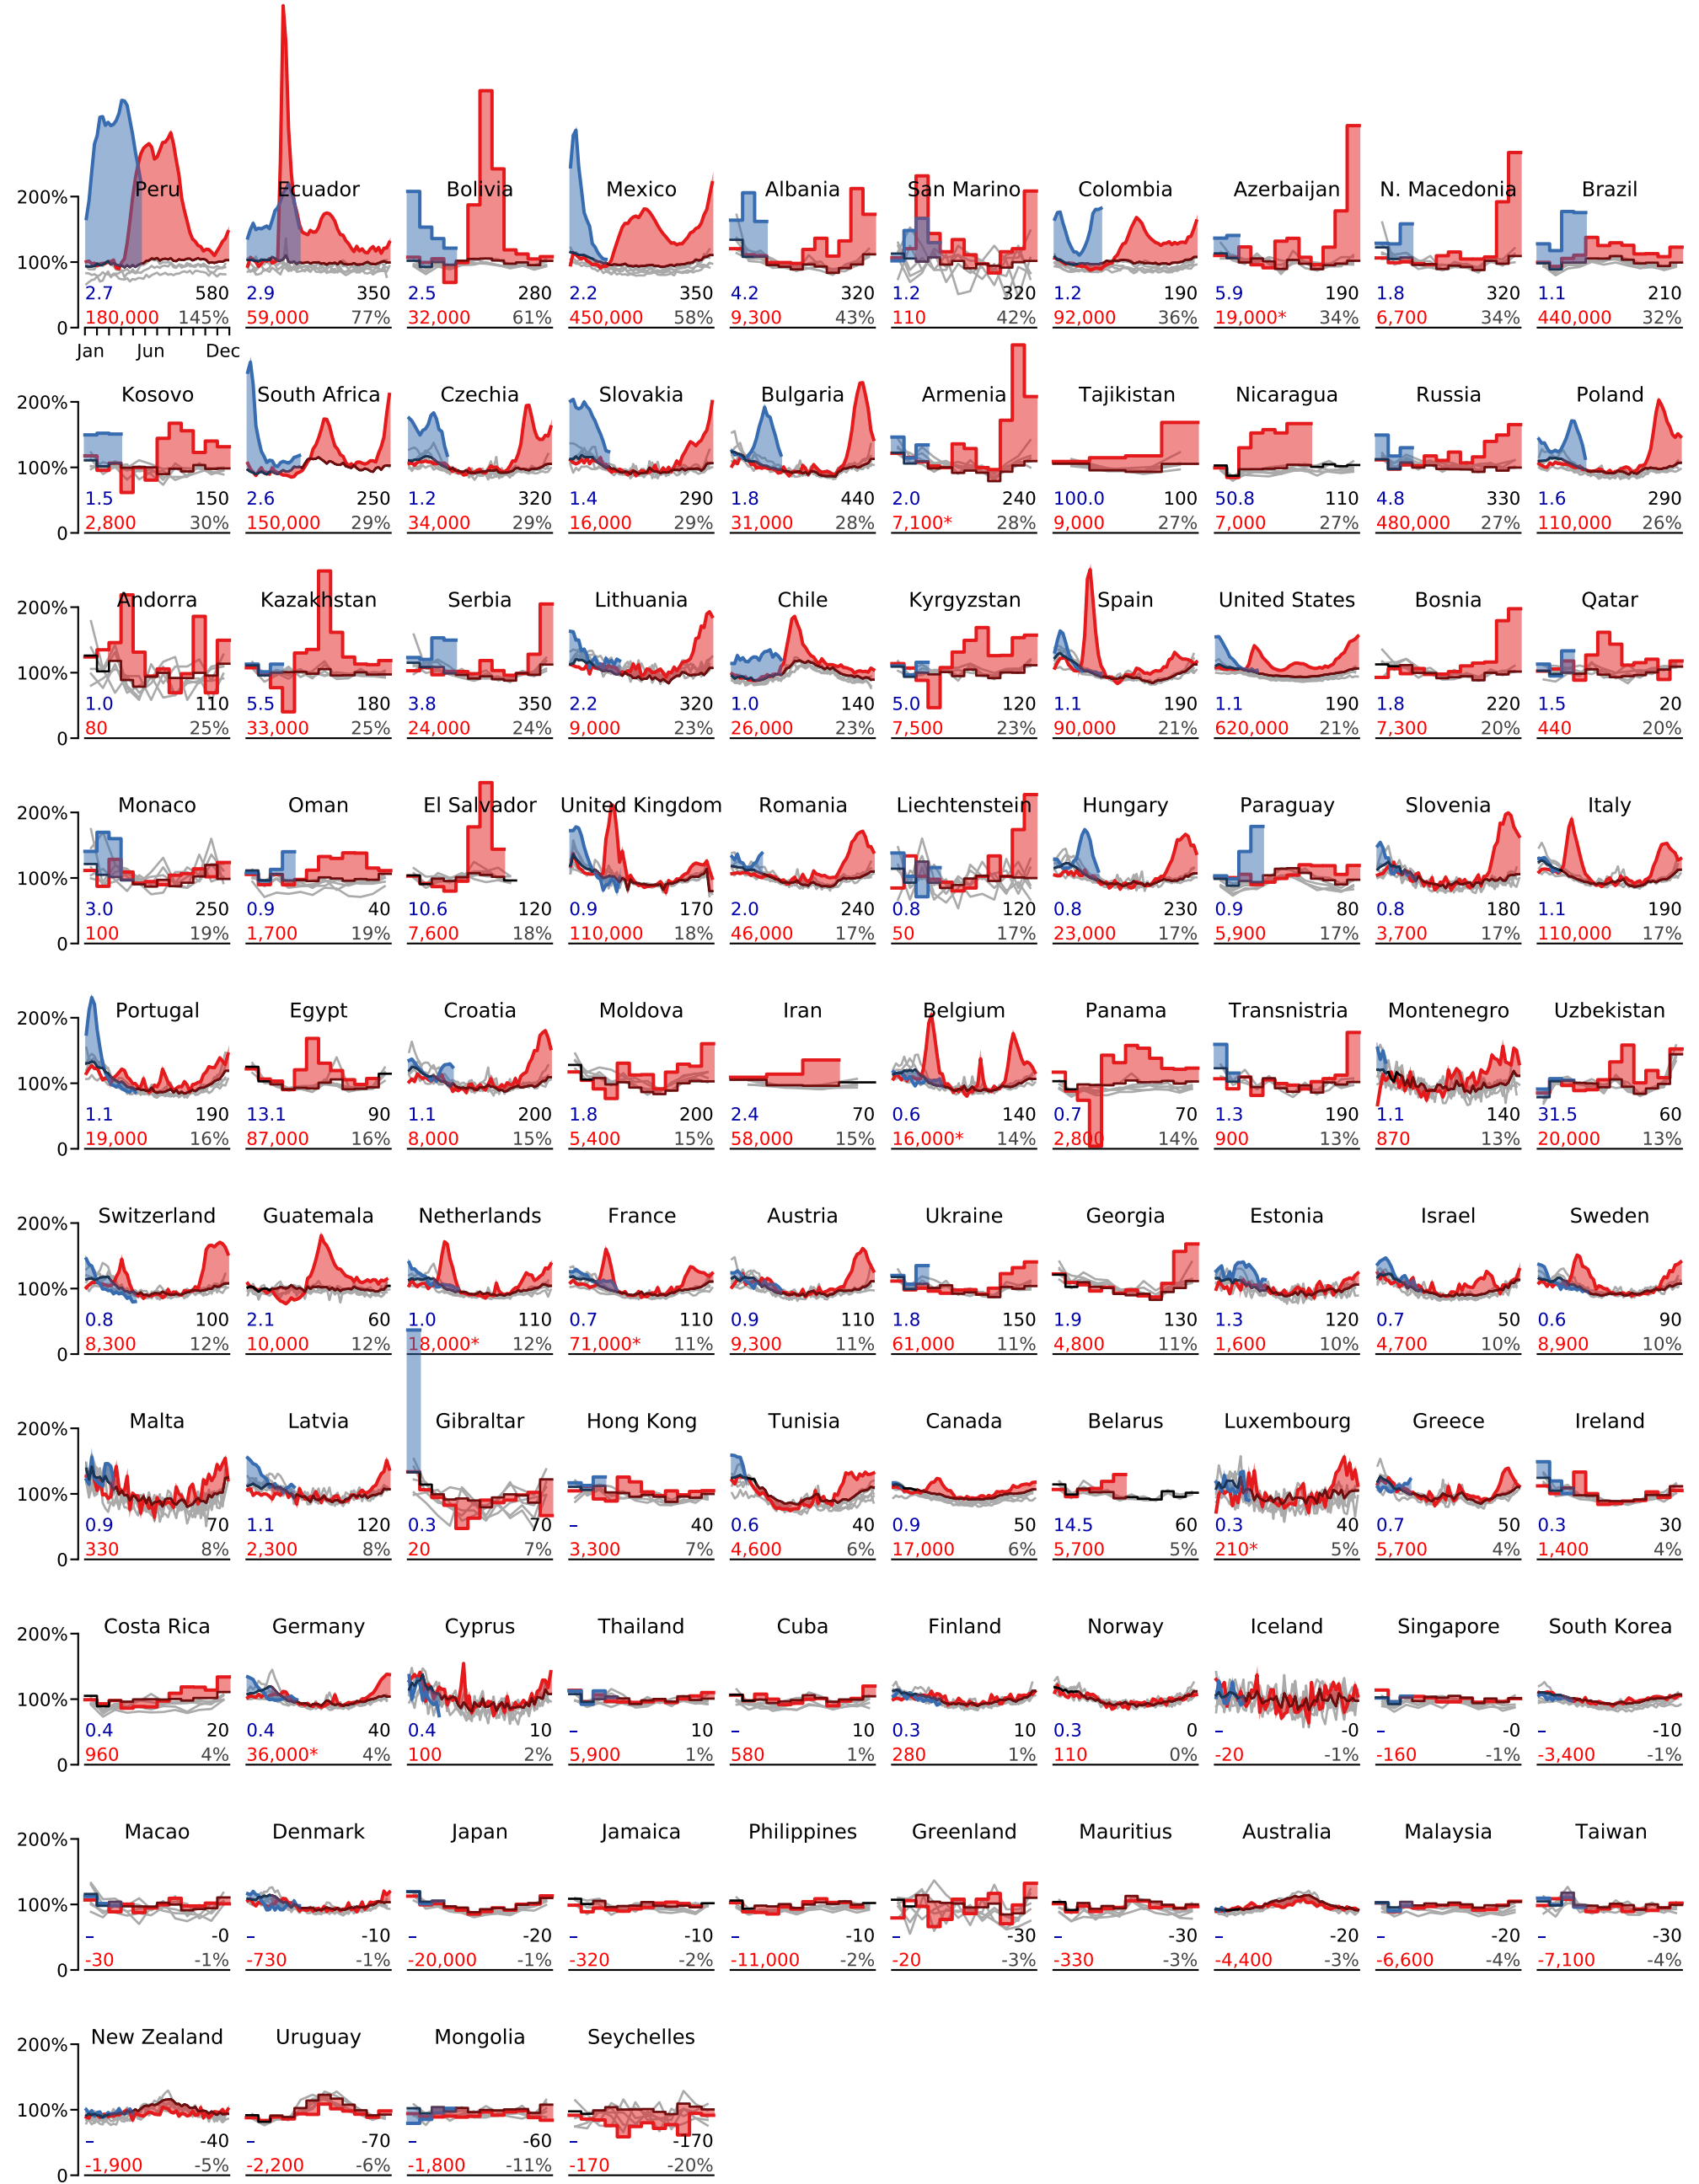 Peru Ecuador Bolivia Mexico Albania San Marino Colombia Azerbaijan N. Macedonia Brazil
200%
100%
2.7 580 2.9 350 2.5 280 2.2 350 4.2 320 1.2 320 1.2 190 5.9 190 1.8 320 1.1 210
180,000 145% 59,000 77% 32,000 61% 450,000 58% 9,300 43% 110 42% 92,000 36% 19,000* 34% 6,700 34% 440,000 32%
0
Jan Jun Dec
Kosovo South Africa Czechia Slovakia Bulgaria Armenia Tajikistan Nicaragua Russia Poland
200%
100%
1.5 150 2.6 250 1.2 320 1.4 290 1.8 440 2.0 240 100.0 100 50.8 110 4.8 330 1.6 290
2,800 30% 150,000 29% 34,000 29% 16,000 29% 31,000 28% 7,100* 28% 9,000 27% 7,000 27% 480,000 27% 110,000 26%
0
Andorra Kazakhstan Serbia Lithuania Chile Kyrgyzstan Spain United States Bosnia Qatar
200%
100%
1.0 110 5.5 180 3.8 350 2.2 320 1.0 140 5.0 120 1.1 190 1.1 190 1.8 220 1.5 20
80 25% 33,000 25% 24,000 24% 9,000 23% 26,000 23% 7,500 23% 90,000 21% 620,000 21% 7,300 20% 440 20%
0
Monaco Oman El Salvador United Kingdom Romania Liechtenstein Hungary Paraguay Slovenia Italy
200%
100%
3.0 250 0.9 40 10.6 120 0.9 170 2.0 240 0.8 120 0.8 230 0.9 80 0.8 180 1.1 190
100 19% 1,700 19% 7,600 18% 110,000 18% 46,000 17% 50 17% 23,000 17% 5,900 17% 3,700 17% 110,000 17%
0
Portugal Egypt Croatia Moldova Iran Belgium Panama Transnistria Montenegro Uzbekistan
200%
100%
1.1 190 13.1 90 1.1 200 1.8 200 2.4 70 0.6 140 0.7 70 1.3 190 1.1 140 31.5 60
19,000 16% 87,000 16% 8,000 15% 5,400 15% 58,000 15% 16,000* 14% 2,800 14% 900 13% 870 13% 20,000 13%
0
Switzerland Guatemala Netherlands France Austria Ukraine Georgia Estonia Israel Sweden
200%
100%
0.8 100 2.1 60 1.0 110 0.7 110 0.9 110 1.8 150 1.9 130 1.3 120 0.7 50 0.6 90
8,300 12% 10,000 12% 18,000* 12% 71,000* 11% 9,300 11% 61,000 11% 4,800 11% 1,600 10% 4,700 10% 8,900 10%
0
Malta Latvia Gibraltar Hong Kong Tunisia Canada Belarus Luxembourg Greece Ireland
200%
100%
0.9 70 1.1 120 0.3 70 – 40 0.6 40 0.9 50 14.5 60 0.3 40 0.7 50 0.3 30
330 8% 2,300 8% 20 7% 3,300 7% 4,600 6% 17,000 6% 5,700 5% 210* 5% 5,700 4% 1,400 4%
0
Costa Rica Germany Cyprus Thailand Cuba Finland Norway Iceland Singapore South Korea
200%
100%
0.4 20 0.4 40 0.4 10 – 10 – 10 0.3 10 0.3 0 – -0 – -0 – -10
960 4% 36,000* 4% 100 2% 5,900 1% 580 1% 280 1% 110 0% -20 -1% -160 -1% -3,400 -1%
0
Macao Denmark Japan Jamaica Philippines Greenland Mauritius Australia Malaysia Taiwan
200%
100%
– -0 – -10 – -20 – -10 – -10 – -30 – -30 – -20 – -20 – -30
-30 -1% -730 -1% -20,000 -1% -320 -2% -11,000 -2% -20 -3% -330 -3% -4,400 -3% -6,600 -4% -7,100 -4%
0
New Zealand Uruguay Mongolia Seychelles
200%
100%
– -40 – -70 – -60 – -170
-1,900 -5% -2,200 -6% -1,800 -11% -170 -20%
0